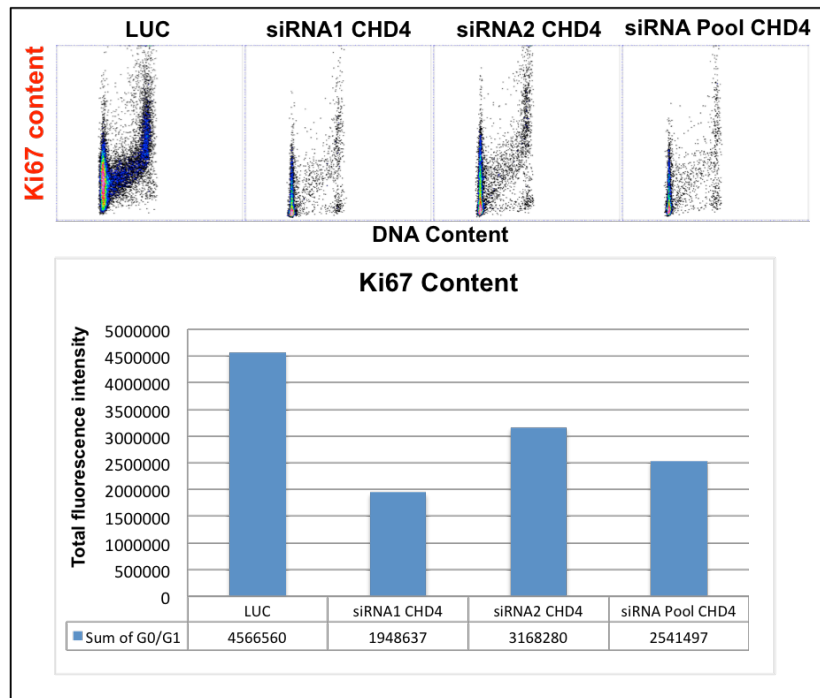 LUC siRNA1 CHD4 siRNA2 CHD4 siRNA Pool CHD4
Ki67 content
DNA Content
Ki67 Content
Total fluorescence intensity
5000000
4500000
4000000
3500000
3000000
2500000
2000000
1500000
1000000
500000
0
LUC siRNA1 CHD4 siRNA2 CHD4 siRNA Pool CHD4
Sum of G0/G1 4566560 1948637 3168280 2541497